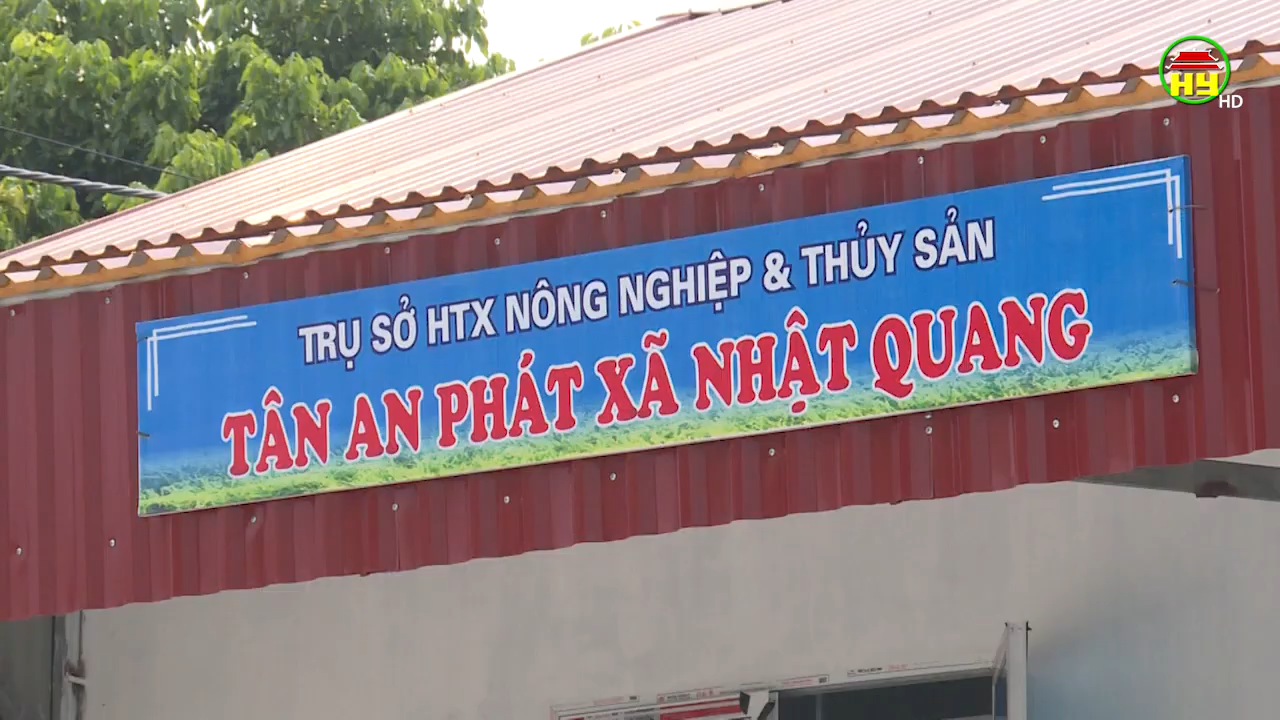 HY
HD
TRỤ SỞ HTX NÔNG NGHIỆP & THỦY SẢN
TÂN AN PHÁT XÃ NHẬT QUANG